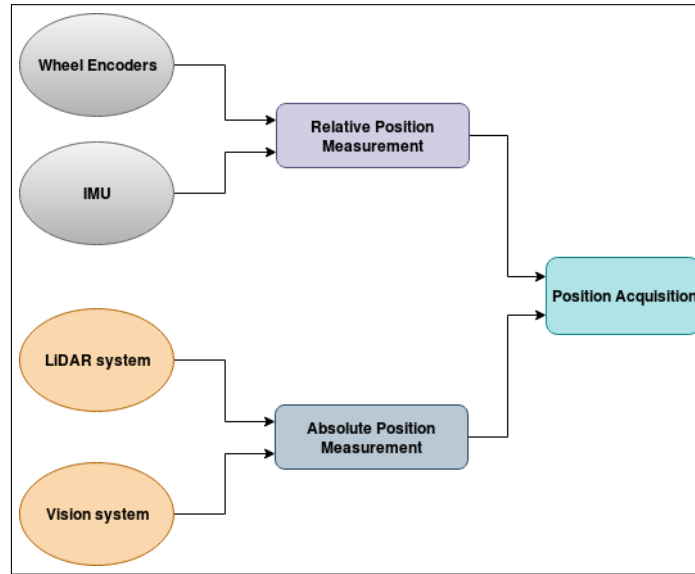 Wheel Encoders
Relative Position
Measurement
IMU
Position Acquisition
LiDAR system
Absolute Position
Measurement
Vision system